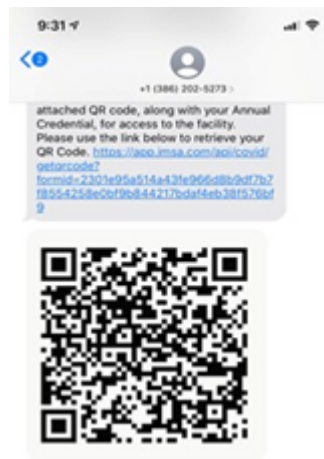 9:31
2
+1 (386) 202-5273 >
attached QR code, along with your Annual
Credential, for access to the facility.
Please use the link below to retrieve your
QR Code. https://app.imsa.com/api/covid/
getqrcode?
formid=2301e95a514a43fe966d8b9df7b7
f8554258e0bf9b844217bdaf4eb38f576bf
9